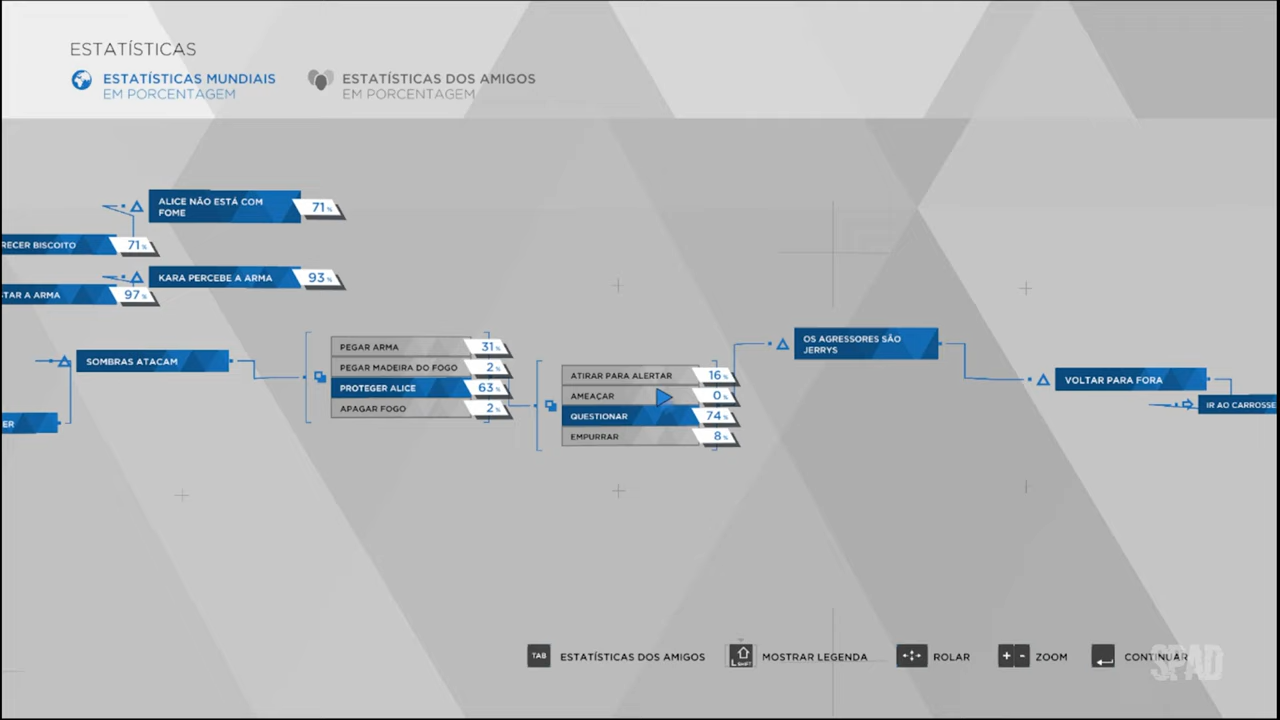 ESTATÍSTICAS
ESTATÍSTICAS MUNDIAIS
EM PORCENTAGEM
ESTATÍSTICAS DOS AMIGOS
EM PORCENTAGEM
ALICE NÃO ESTÁ COM
FOME
71%
RECER BISCOITO 71%
KARA PERCEBE A ARMA 93%
TAR A ARMA 97%
SOMBRAS ATACAM
ER
PEGAR ARMA 31%
PEGAR MADEIRA DO FOGO 2%
PROTEGER ALICE 63%
APAGAR FOGO 2%
ATIRAR PARA ALERTAR 16%
AMEAÇAR 0%
QUESTIONAR 74%
EMPURRAR 8%
OS AGRESSORES SÃO
JERRYS
VOLTAR PARA FORA
IR AO CARROSSE
TAB ESTATÍSTICAS DOS AMIGOS L SHIFT MOSTRAR LEGENDA ROLAR + - ZOOM CONTINUAR
SPAD